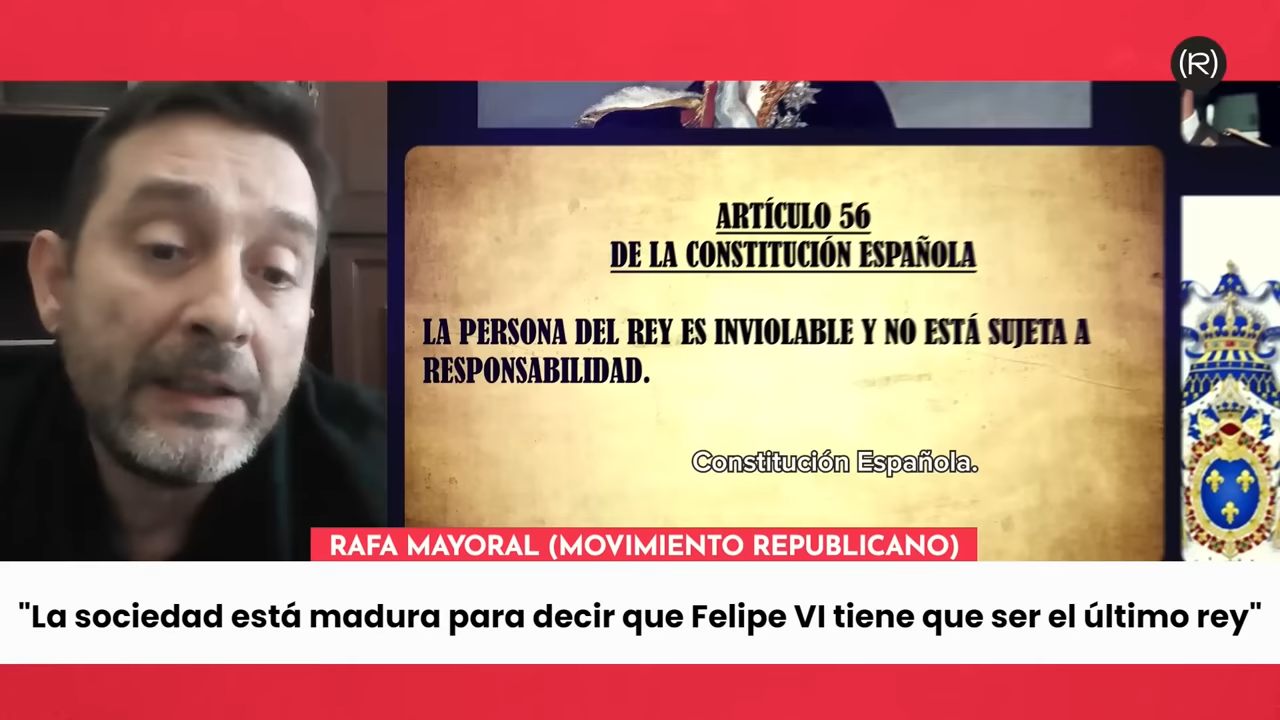 (R)
ARTÍCULO 56
DE LA CONSTITUCIÓN ESPAÑOLA
LA PERSONA DEL REY ES INVIOLABLE Y NO ESTÁ SUJETA A
RESPONSABILIDAD.
Constitución Española.
RAFA MAYORAL (MOVIMIENTO REPUBLICANO)
"La sociedad está madura para decir que Felipe VI tiene que ser el último rey"